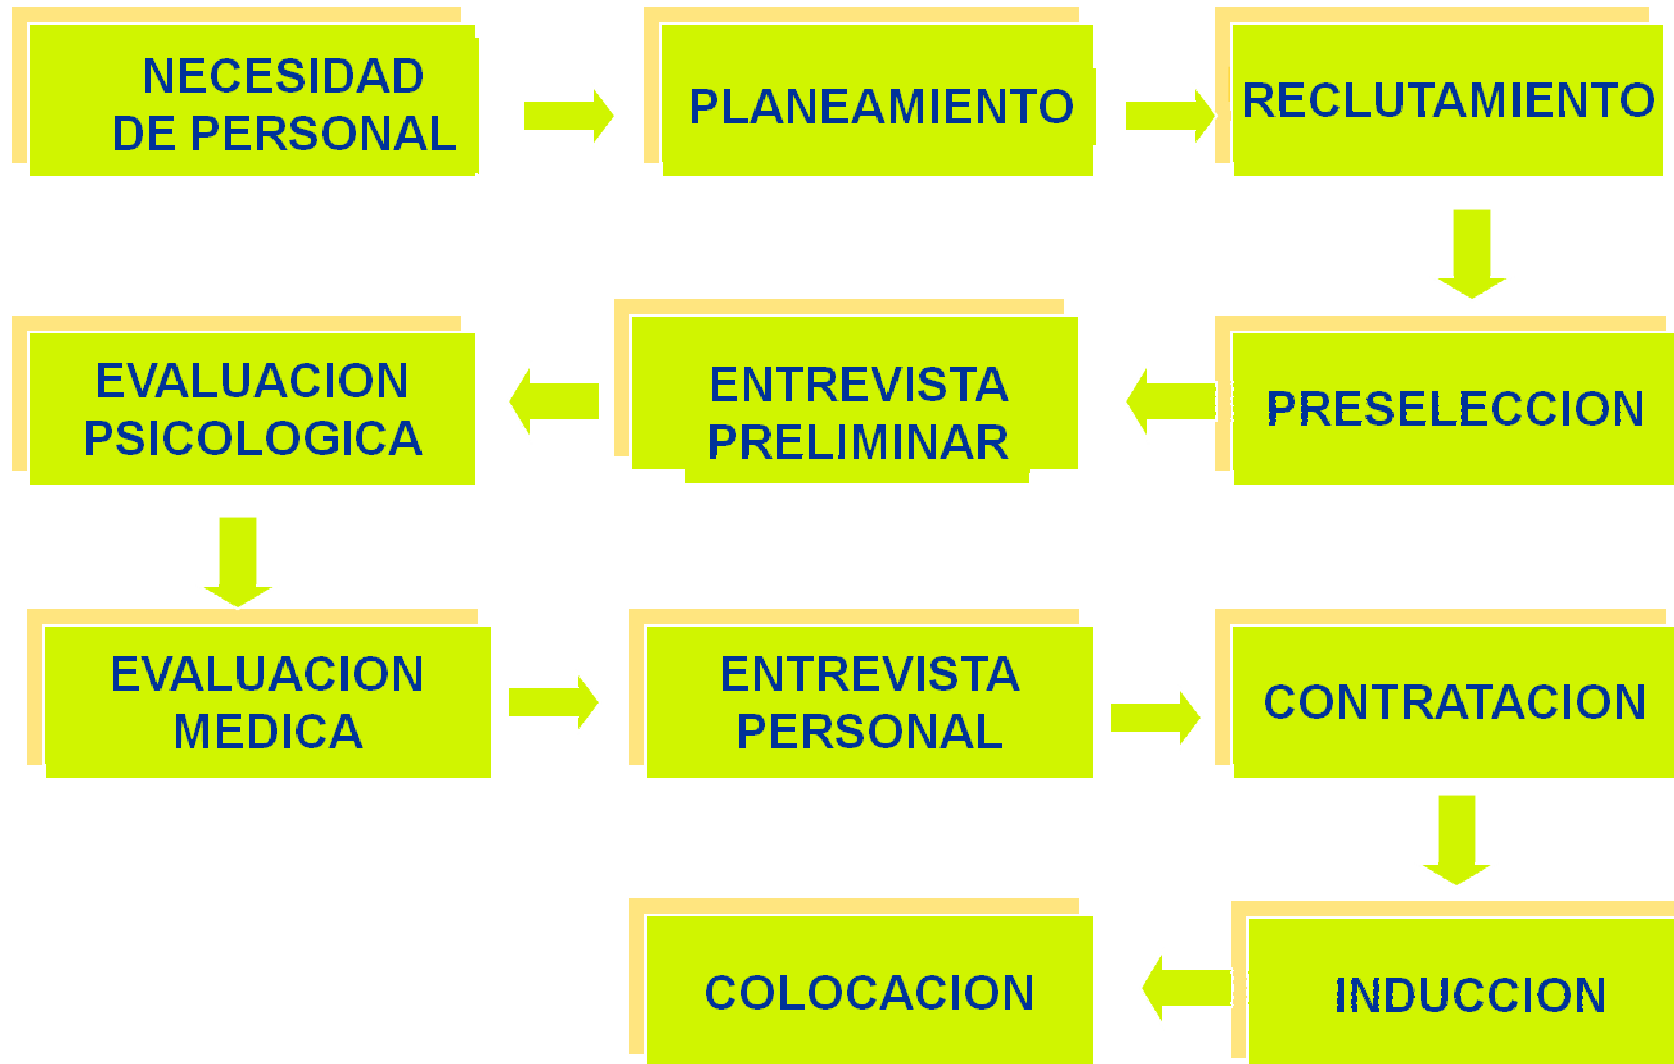 NECESIDAD
DE PERSONAL
PLANEAMIENTO
RECLUTAMIENTO
PRESELECCION
ENTREVISTA
PRELIMINAR
EVALUACION
PSICOLOGICA
EVALUACION
MEDICA
ENTREVISTA
PERSONAL
CONTRATACION
INDUCCION
COLOCACION